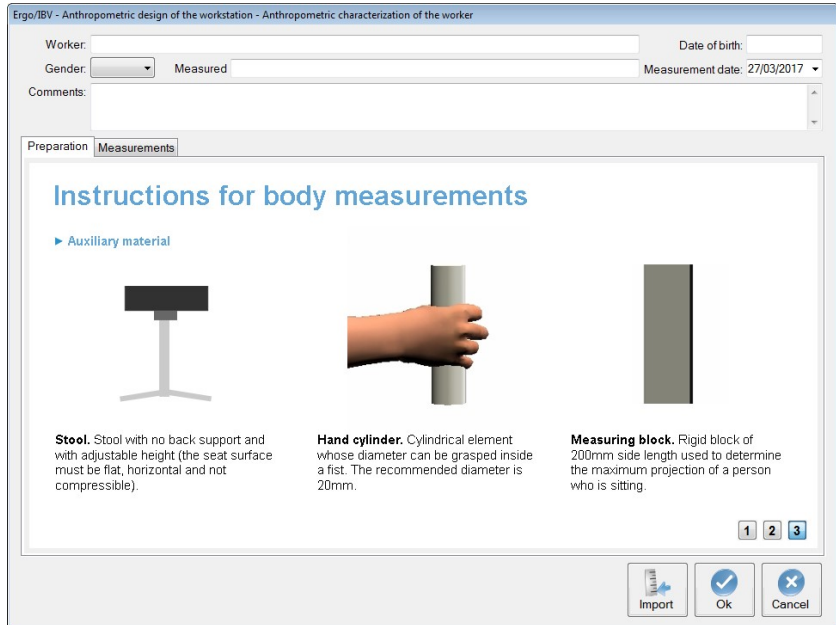 Ergo/IBV - Anthropometric design of the workstation - Anthropometric characterization of the worker
Worker:
Date of birth:
Gender:
Measured
Measurement date: 27/03/2017
Comments:
Preparation
Measurements
Instructions for body measurements
Auxiliary material
Stool. Stool with no back support and
with adjustable height (the seat surface
must be flat, horizontal and not
compressible).
Hand cylinder. Cylindrical element
whose diameter can be grasped inside
a fist. The recommended diameter is
20mm.
Measuring block. Rigid block of
200mm side length used to determine
the maximum projection of a person
who is sitting.
1 2 3
Import
Ok
Cancel